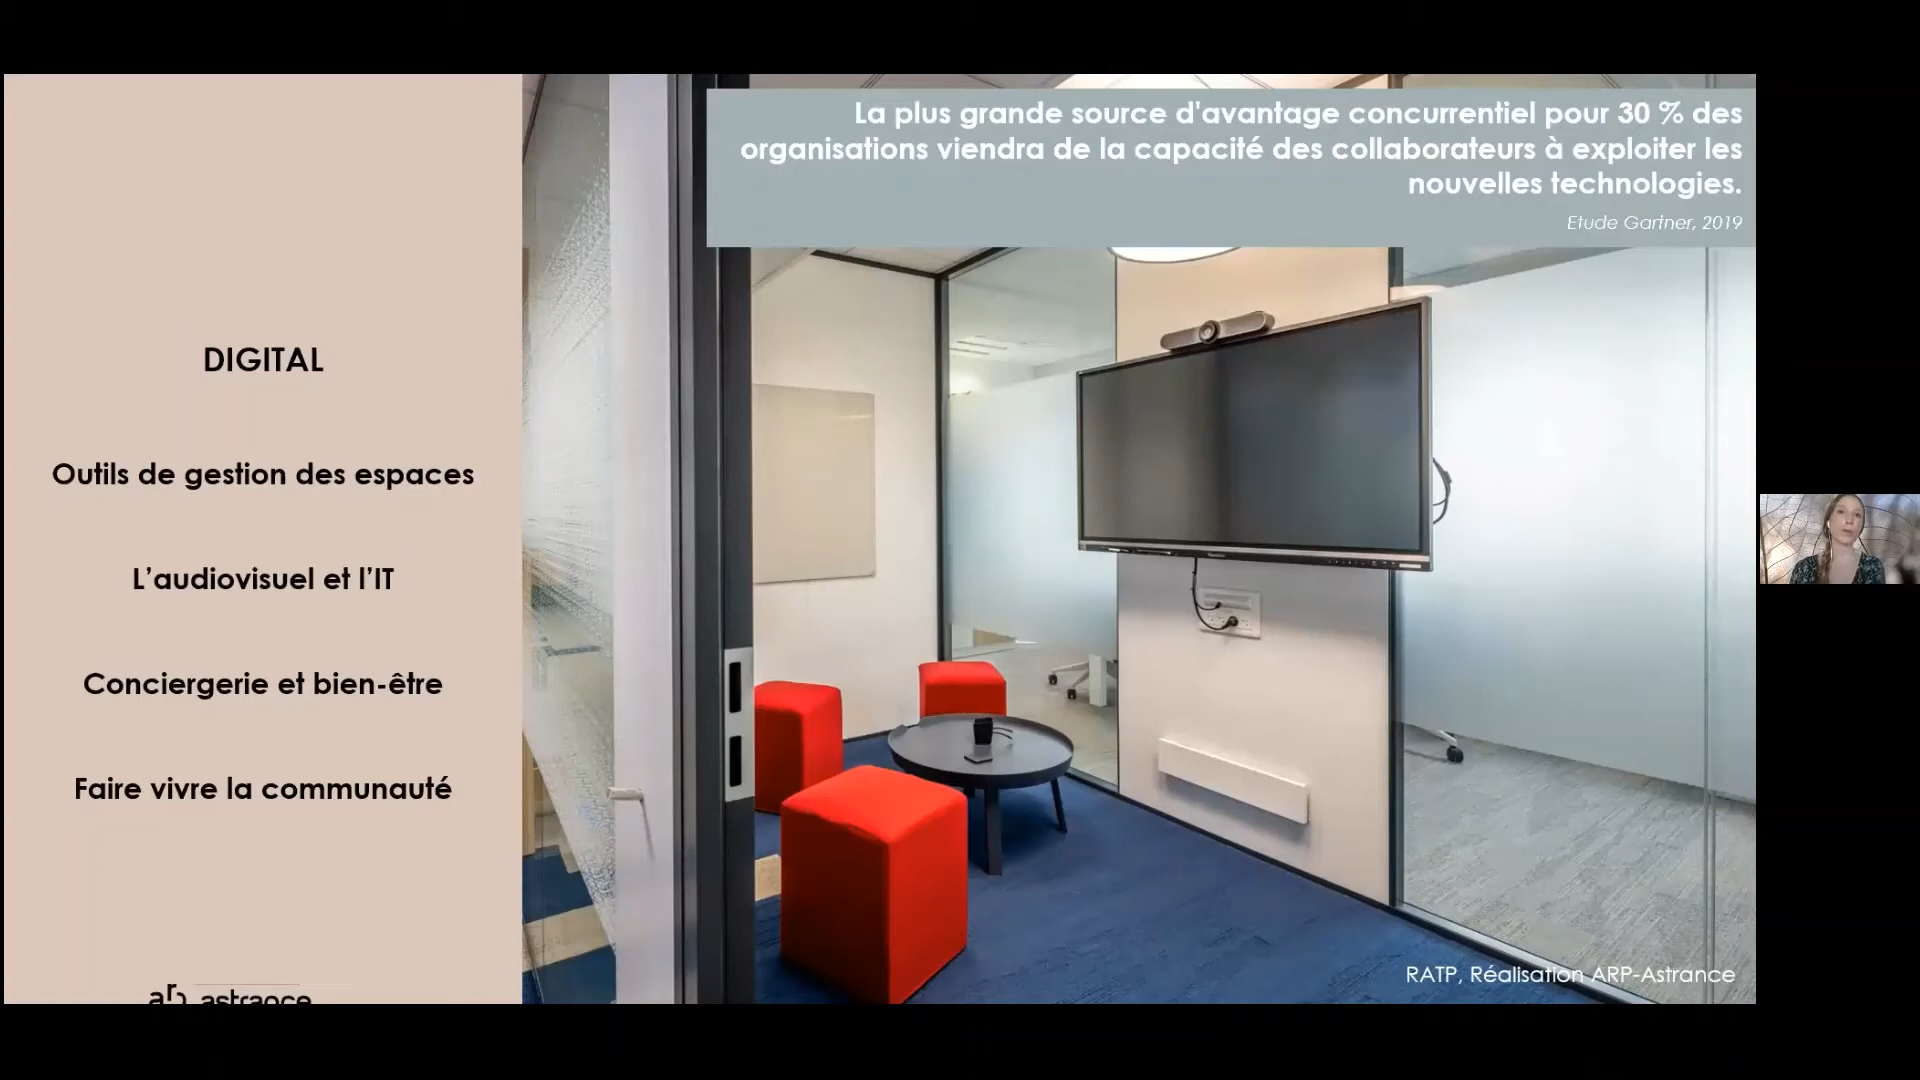 La plus grande source d'avantage concurrentiel pour 30 % des
organisations viendra de la capacité des collaborateurs à exploiter les
nouvelles technologies.
Etude Gartner, 2019
DIGITAL
Outils de gestion des espaces
L’audiovisuel et l’IT
Conciergerie et bien-être
Faire vivre la communauté
arp astrance
RATP, Réalisation ARP-Astrance